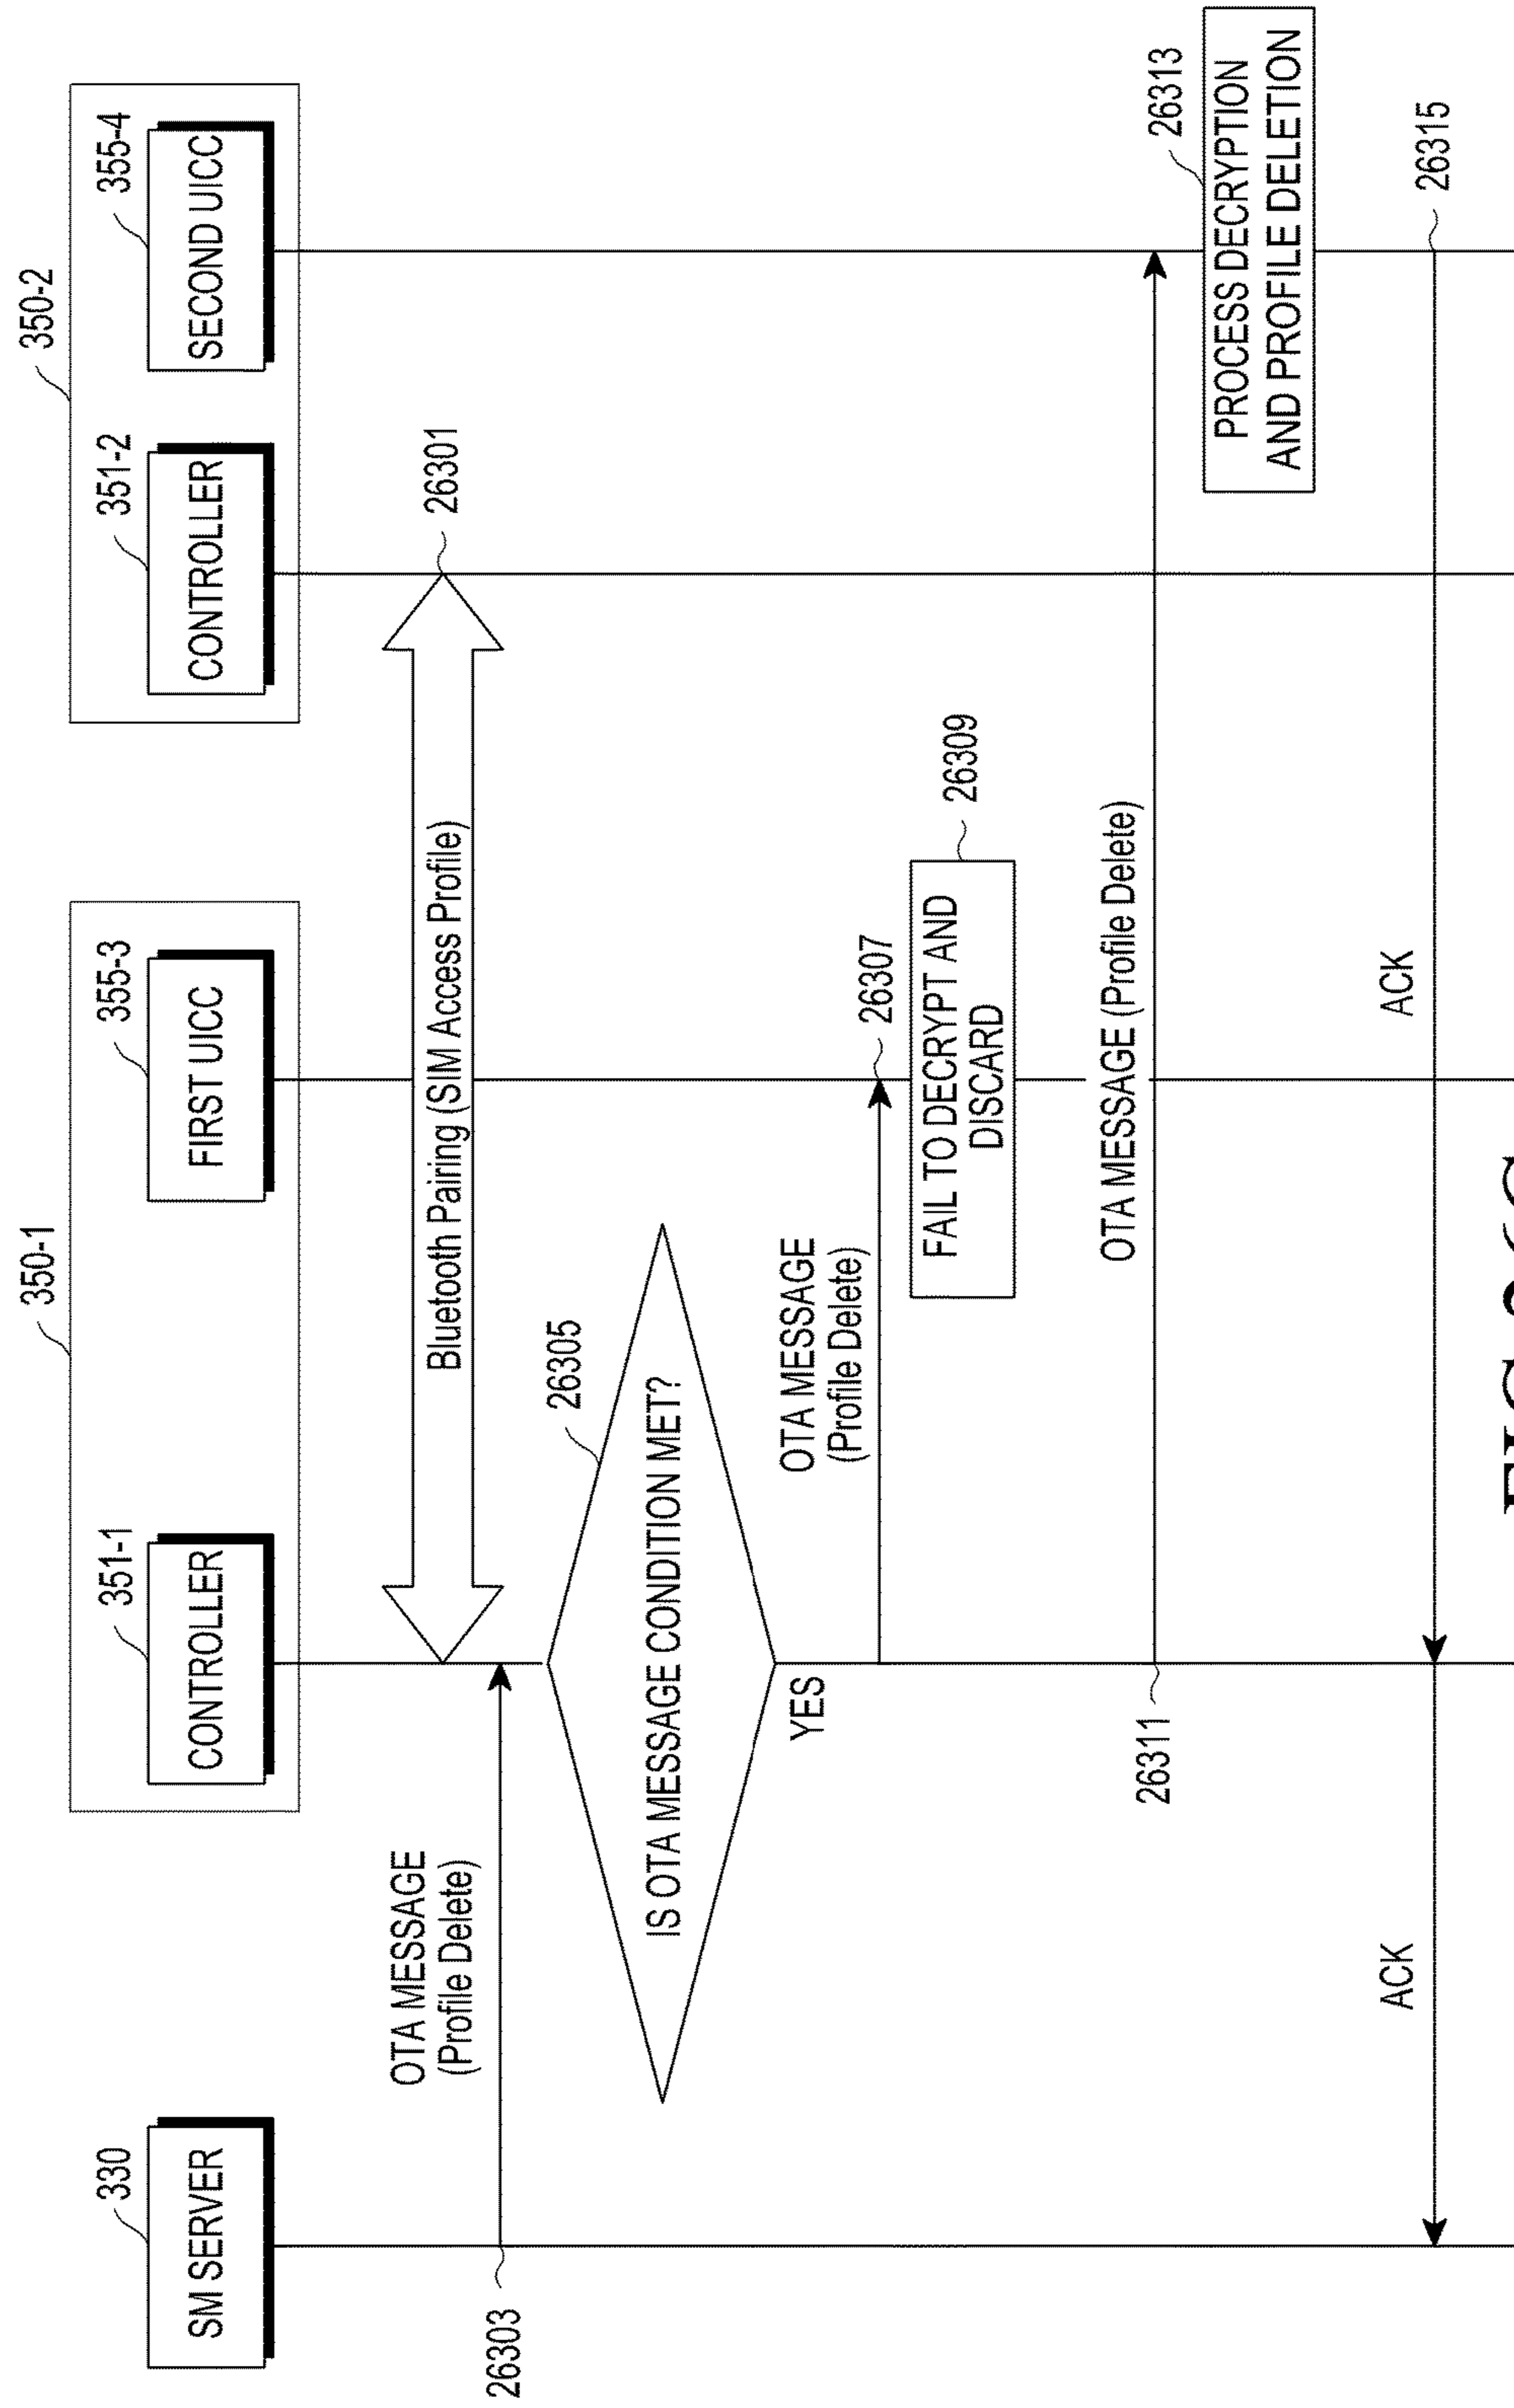 350-1
350-2
330
351-1
355-3
351-2
355-4
SM SERVER
CONTROLLER
FIRST UICC
CONTROLLER
SECOND UICC
Bluetooth Pairing (SIM Access Profile)
26301
OTA MESSAGE
(Profile Delete)
26303
26305
IS OTA MESSAGE CONDITION MET?
YES
OTA MESSAGE
(Profile Delete)
26307
FAIL TO DECRYPT AND
DISCARD
26309
OTA MESSAGE (Profile Delete)
26311
26313
PROCESS DECRYPTION
AND PROFILE DELETION
ACK
ACK
26315